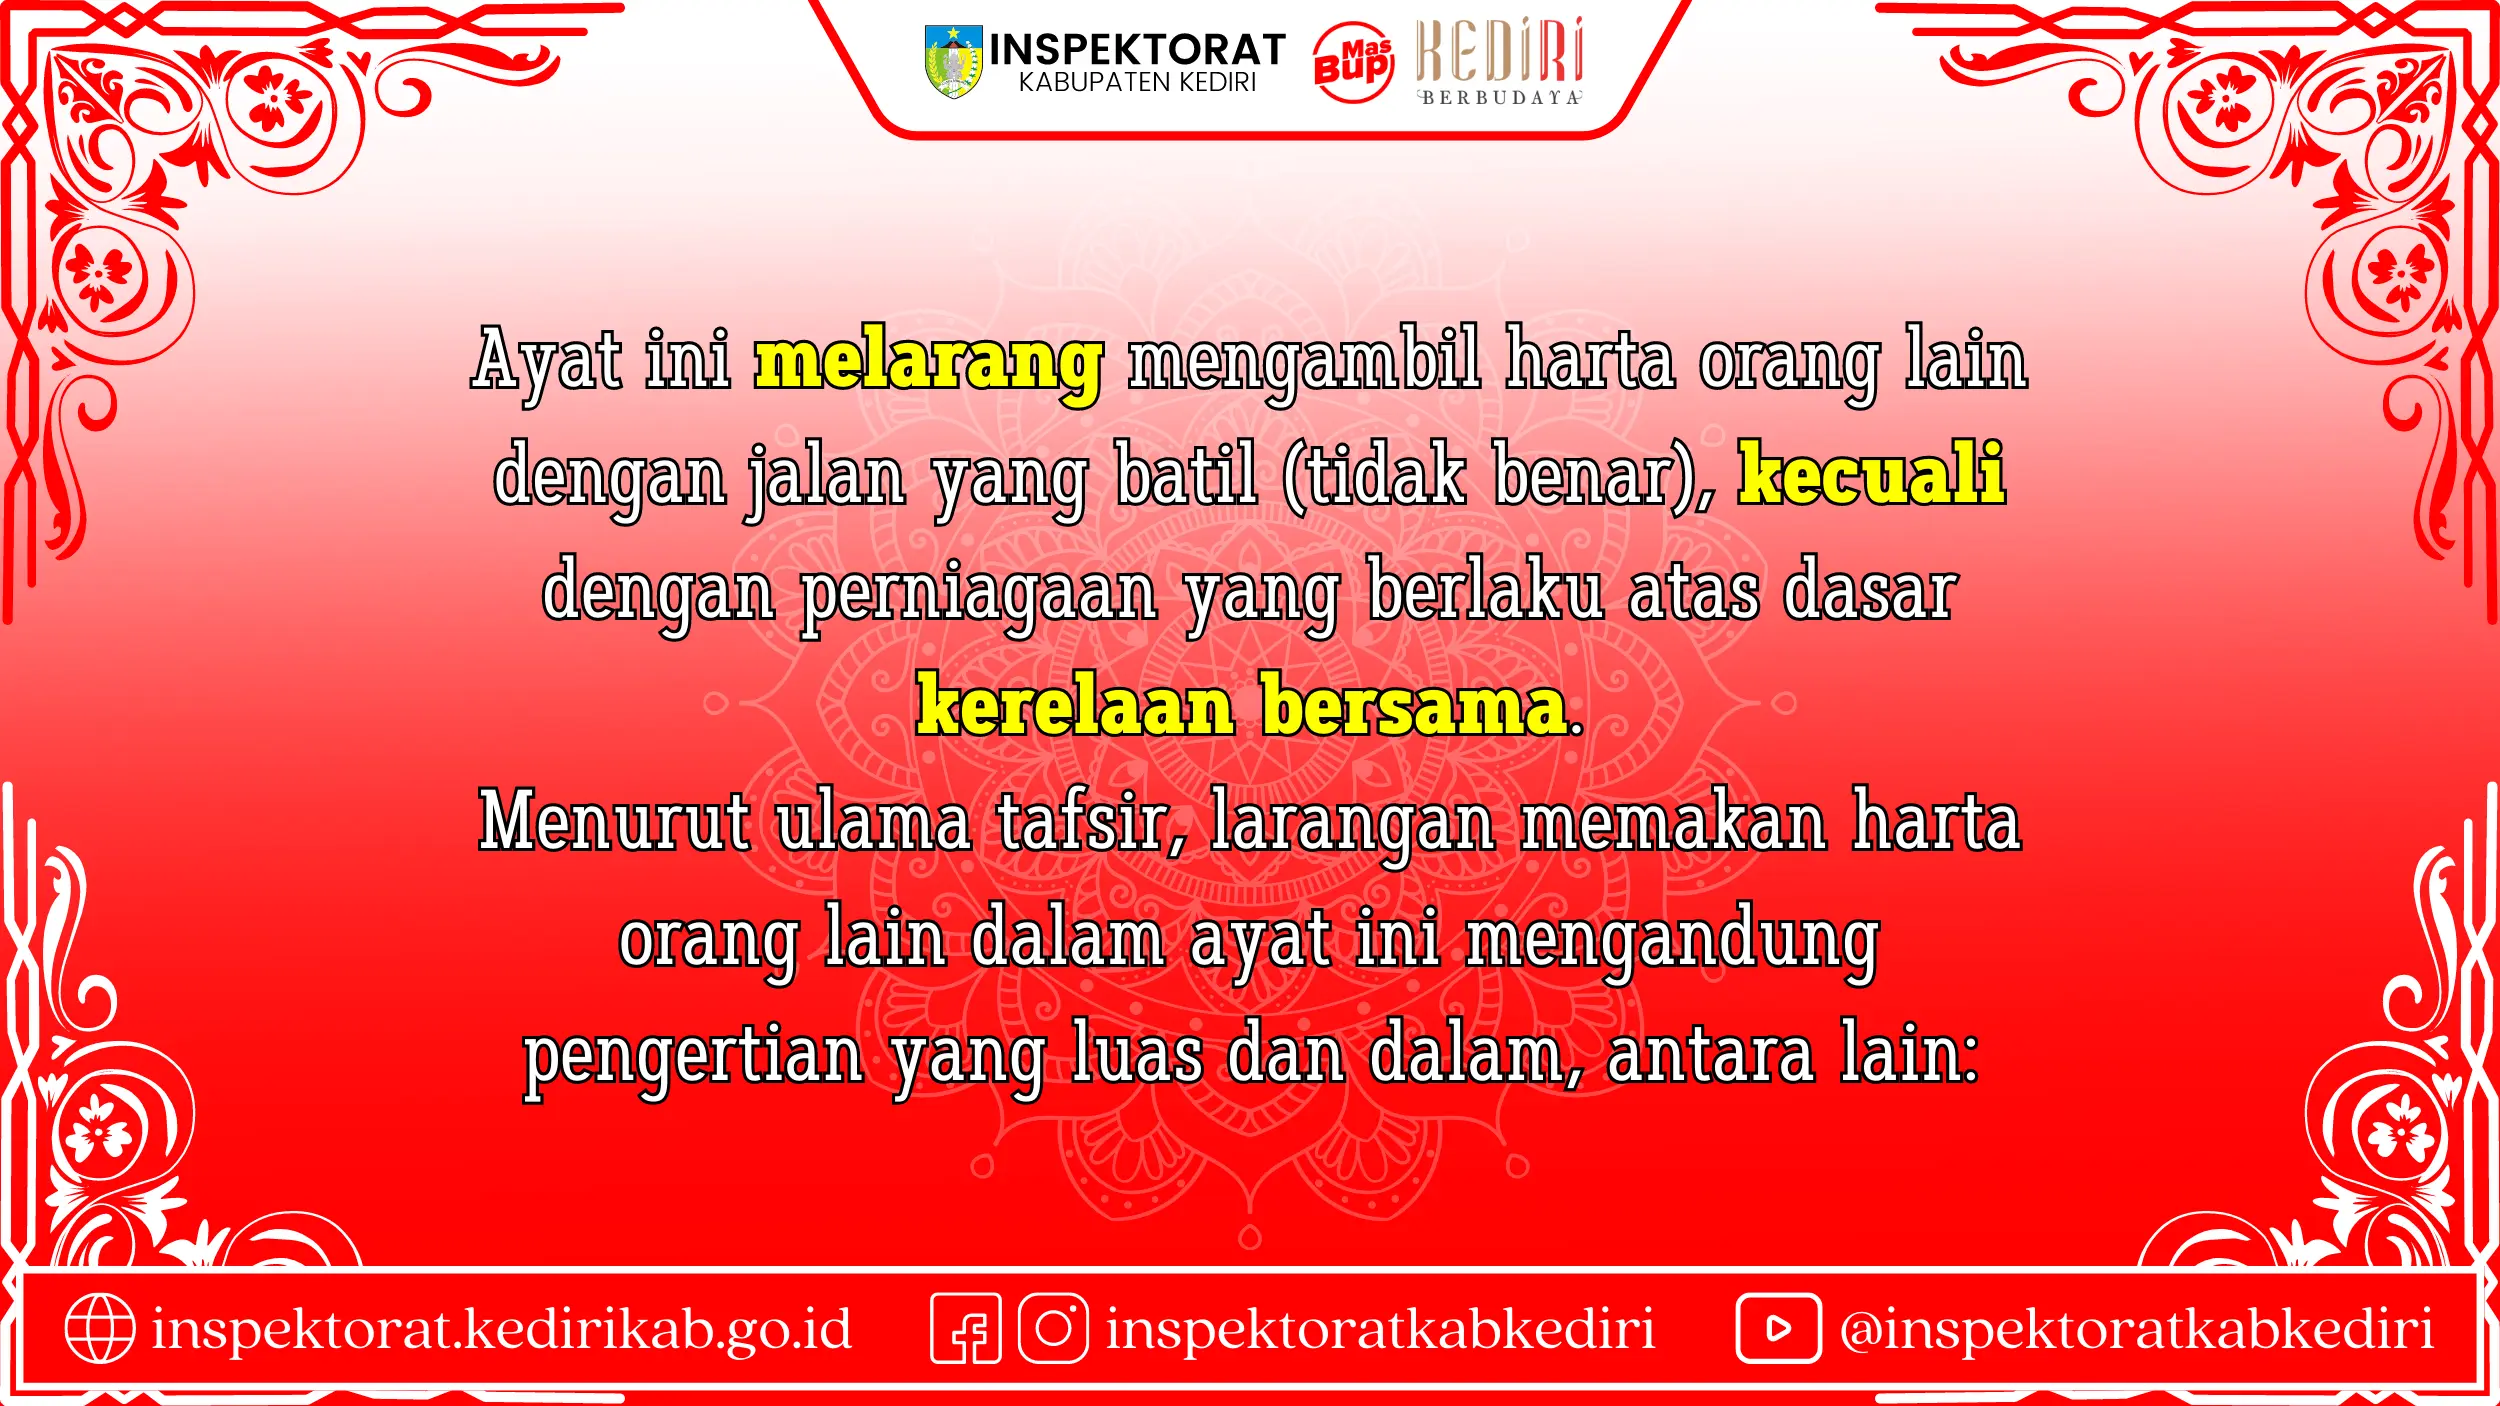 INSPEKTORAT
KABUPATEN KEDIRI
Mas
Bup
KEDIRI
BERBUDAYA
Ayat ini melarang mengambil harta orang lain
dengan jalan yang batil (tidak benar), kecuali
dengan perniagaan yang berlaku atas dasar
kerelaan bersama.
Menurut ulama tafsir, larangan memakan harta
orang lain dalam ayat ini mengandung
pengertian yang luas dan dalam, antara lain:
inspektorat.kedirikab.go.id
inspektoratkabkediri
@inspektoratkabkediri